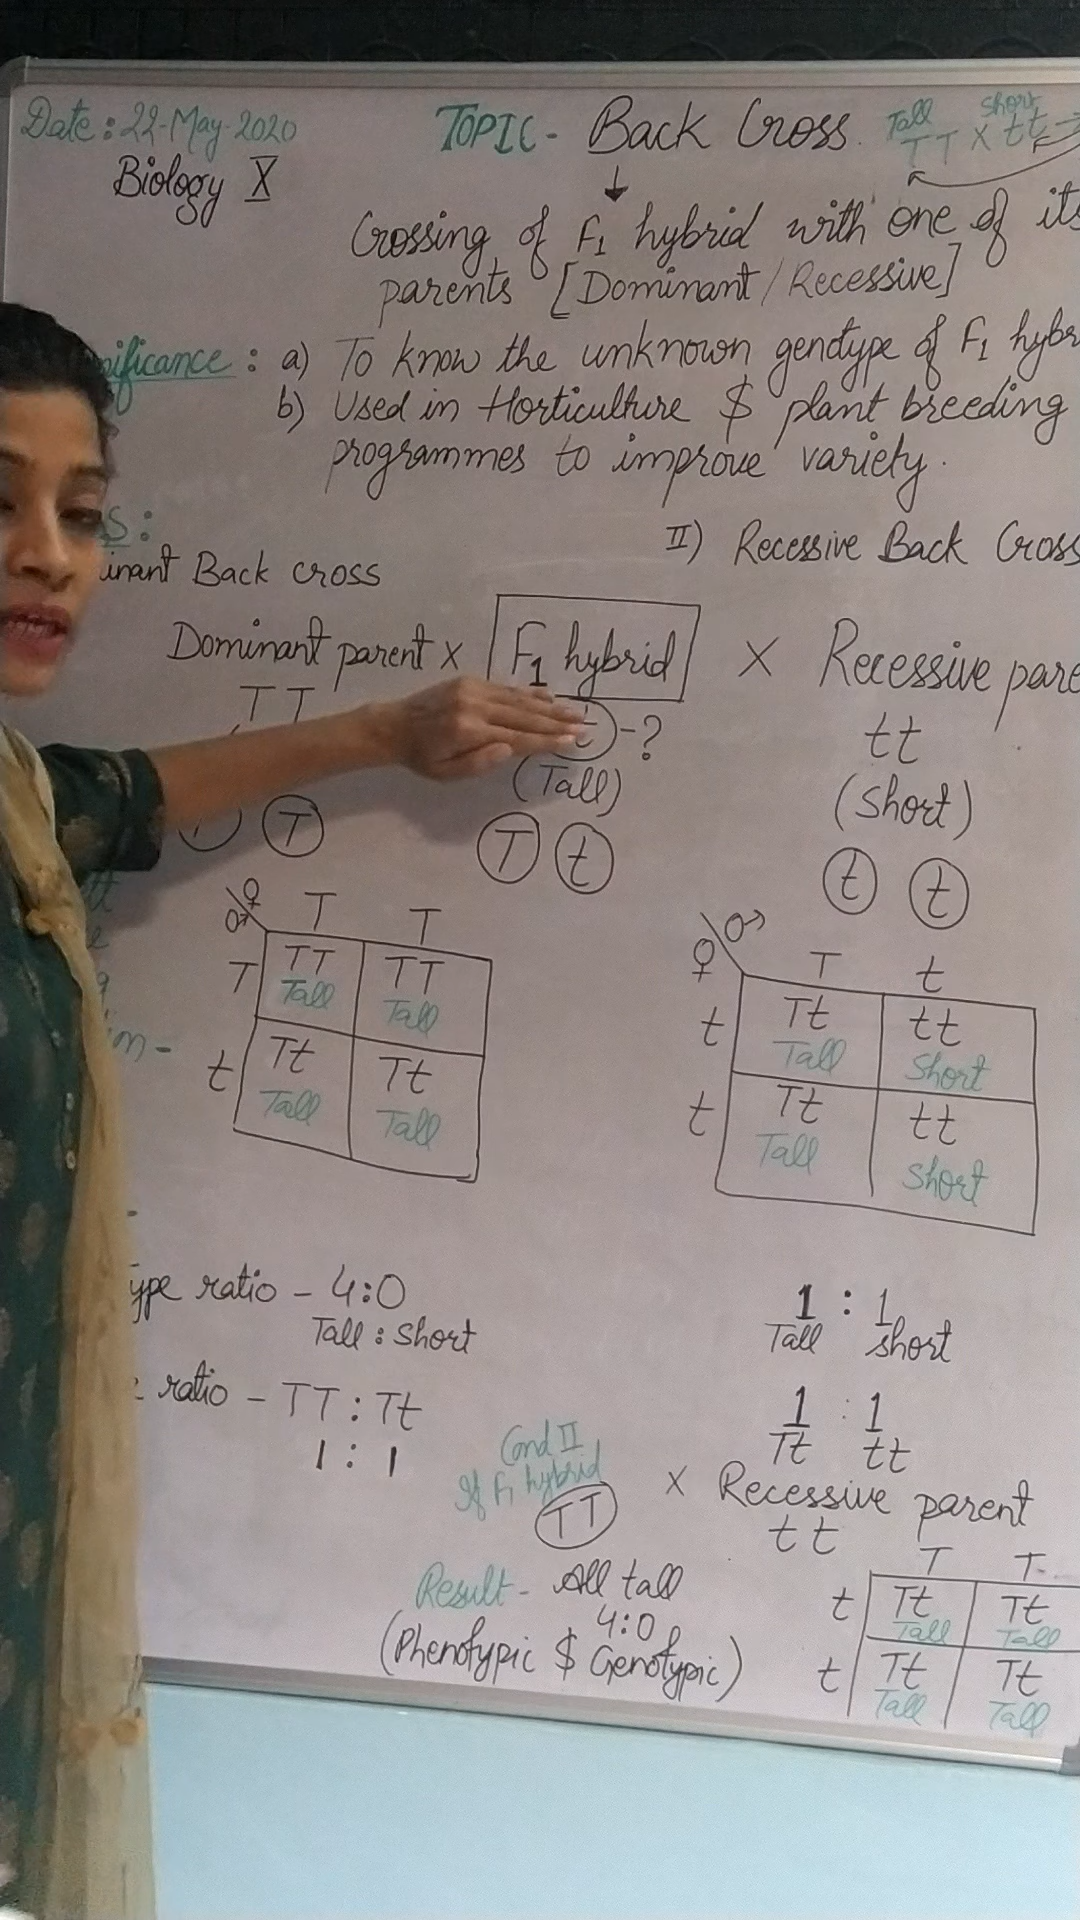 Date: 22-May-2020
TOPIC- Back Cross.
Tall Short
TT X tt →
Biology X
Crossing of F1 hybrid with one of its
parents [Dominant/Recessive]
nificance : a) To know the unknown genotype of F1 hybr
b) Used in Horticulture $ plant breeding
programmes to improve variety.
s:
inant Back cross
II) Recessive Back Cross
Dominant parent x F1 hybrid X Recessive pare
TT t -? tt
(Tall) (short)
T T t t t
♀ ♂ T T
T TT TT
Tall Tall
t Tt Tt
Tall Tall
♂ ♀ T t
t Tt tt
Tall Short
t Tt tt
Tall Short
ype ratio - 4:0
Tall : Short
1 : 1
Tall short
ratio - TT : Tt
1 : 1
1 : 1
Tt tt
Cond II
If F1 hybrid
TT
x Recessive parent
tt
Result - All tall
4:0
(Phenotypic $ Genotypic)
T T
t Tt Tt
Tall Tall
t Tt Tt
Tall Tall